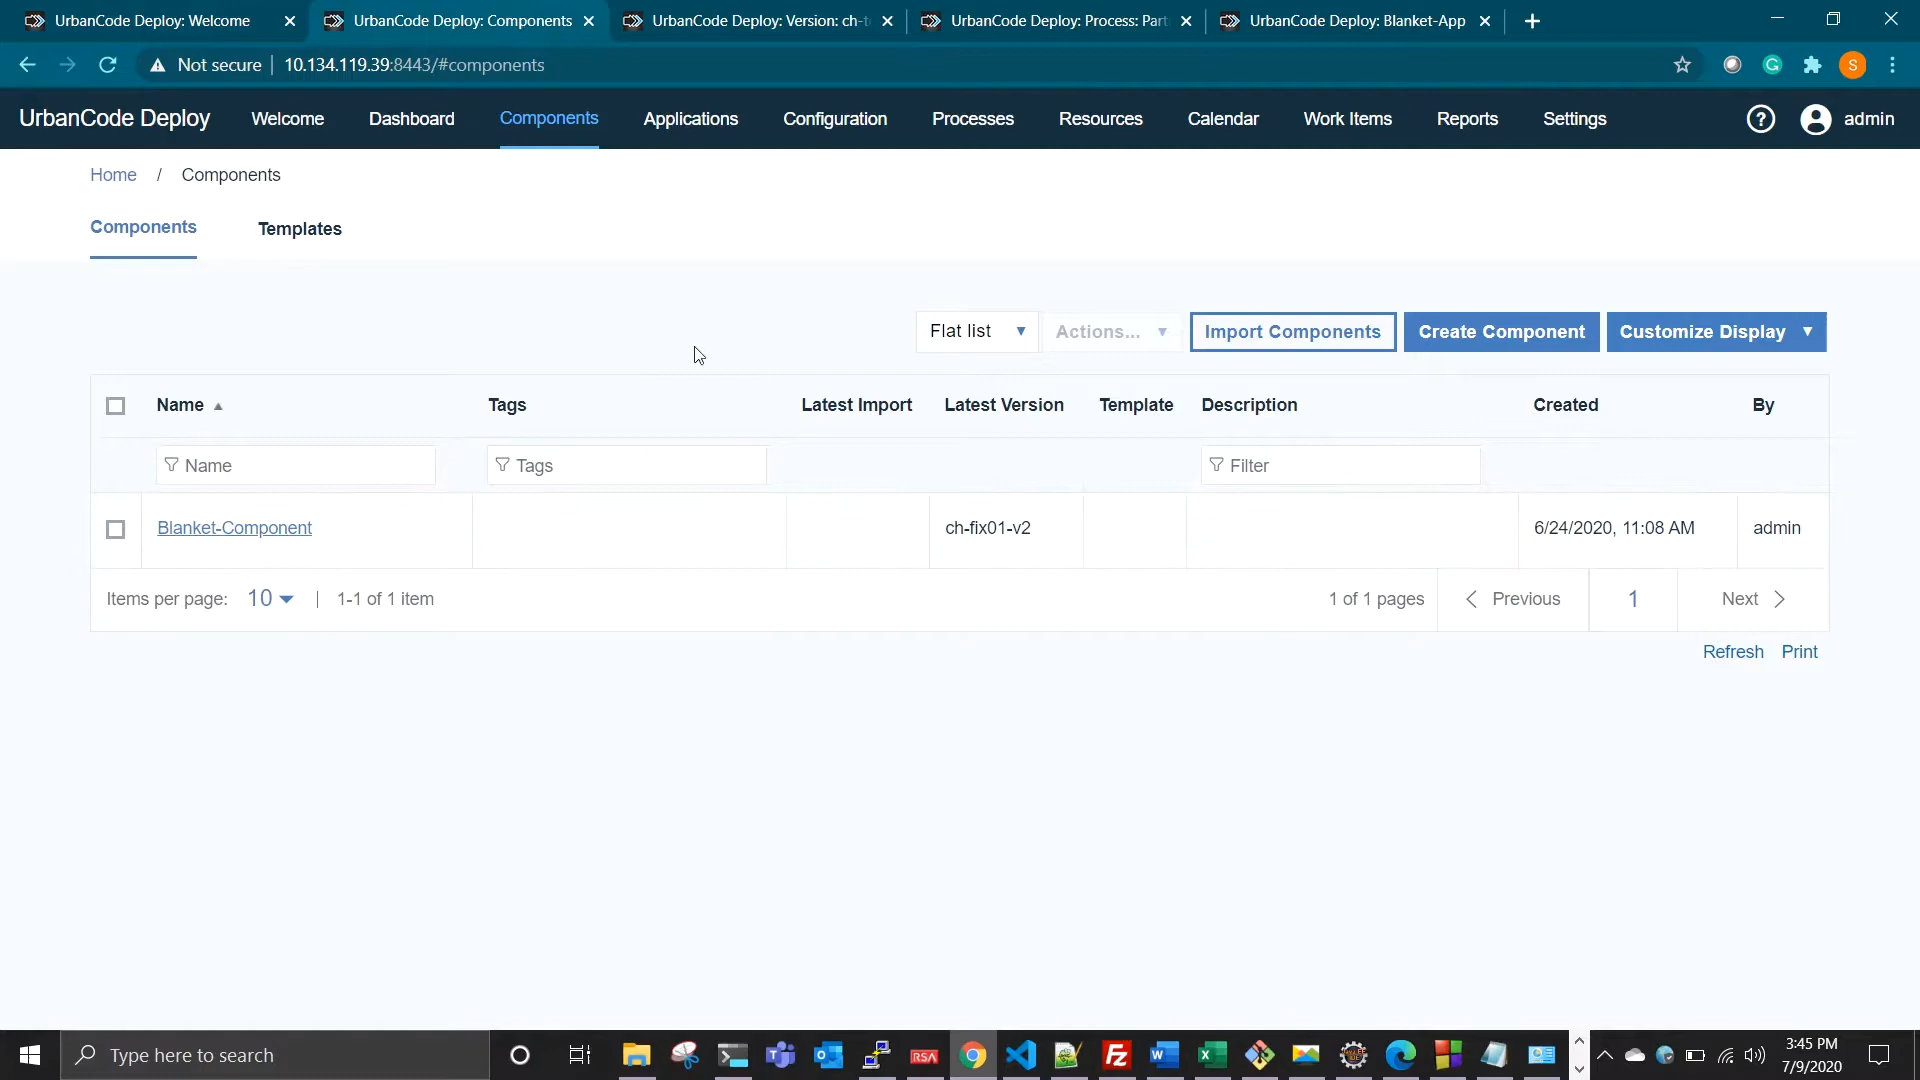 UrbanCode Deploy: Welcome
UrbanCode Deploy: Components
UrbanCode Deploy: Version: ch-t
UrbanCode Deploy: Process: Part
UrbanCode Deploy: Blanket-App
Not secure
10.134.119.39:8443/#components
S
UrbanCode Deploy
Welcome
Dashboard
Components
Applications
Configuration
Processes
Resources
Calendar
Work Items
Reports
Settings
?
admin
Home / Components
Components
Templates
Flat list
Actions...
Import Components
Create Component
Customize Display
Name
Tags
Latest Import
Latest Version
Template
Description
Created
By
Name
Tags
Filter
Blanket-Component
ch-fix01-v2
6/24/2020, 11:08 AM
admin
Items per page: 10 | 1-1 of 1 item
1 of 1 pages
Previous
1
Next
Refresh
Print
Type here to search
RSA
3:45 PM
7/9/2020